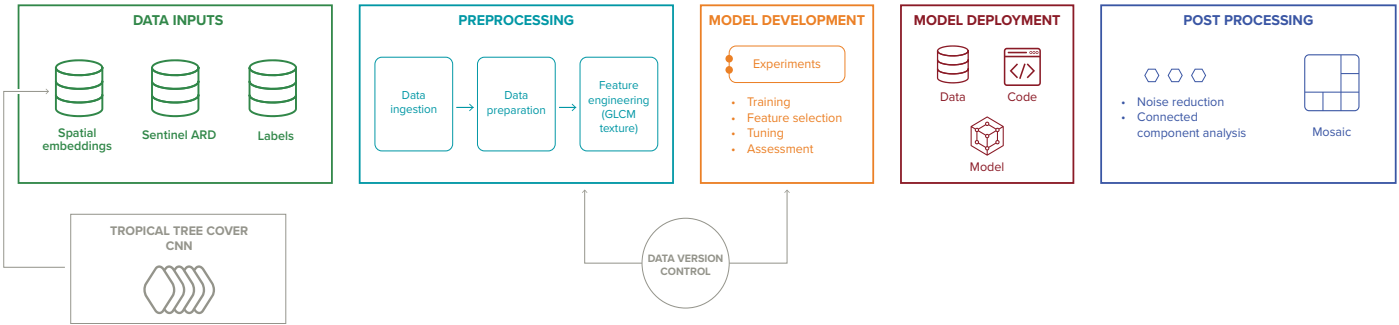 DATA INPUTS
Spatial
embeddings
Sentinel ARD
Labels
PREPROCESSING
Data
ingestion
Data
preparation
Feature
engineering
(GLCM
texture)
MODEL DEVELOPMENT
Experiments
• Training
• Feature selection
• Tuning
• Assessment
MODEL DEPLOYMENT
Data
Code
</>
Model
POST PROCESSING
• Noise reduction
• Connected
component analysis
Mosaic
TROPICAL TREE COVER
CNN
DATA VERSION
CONTROL